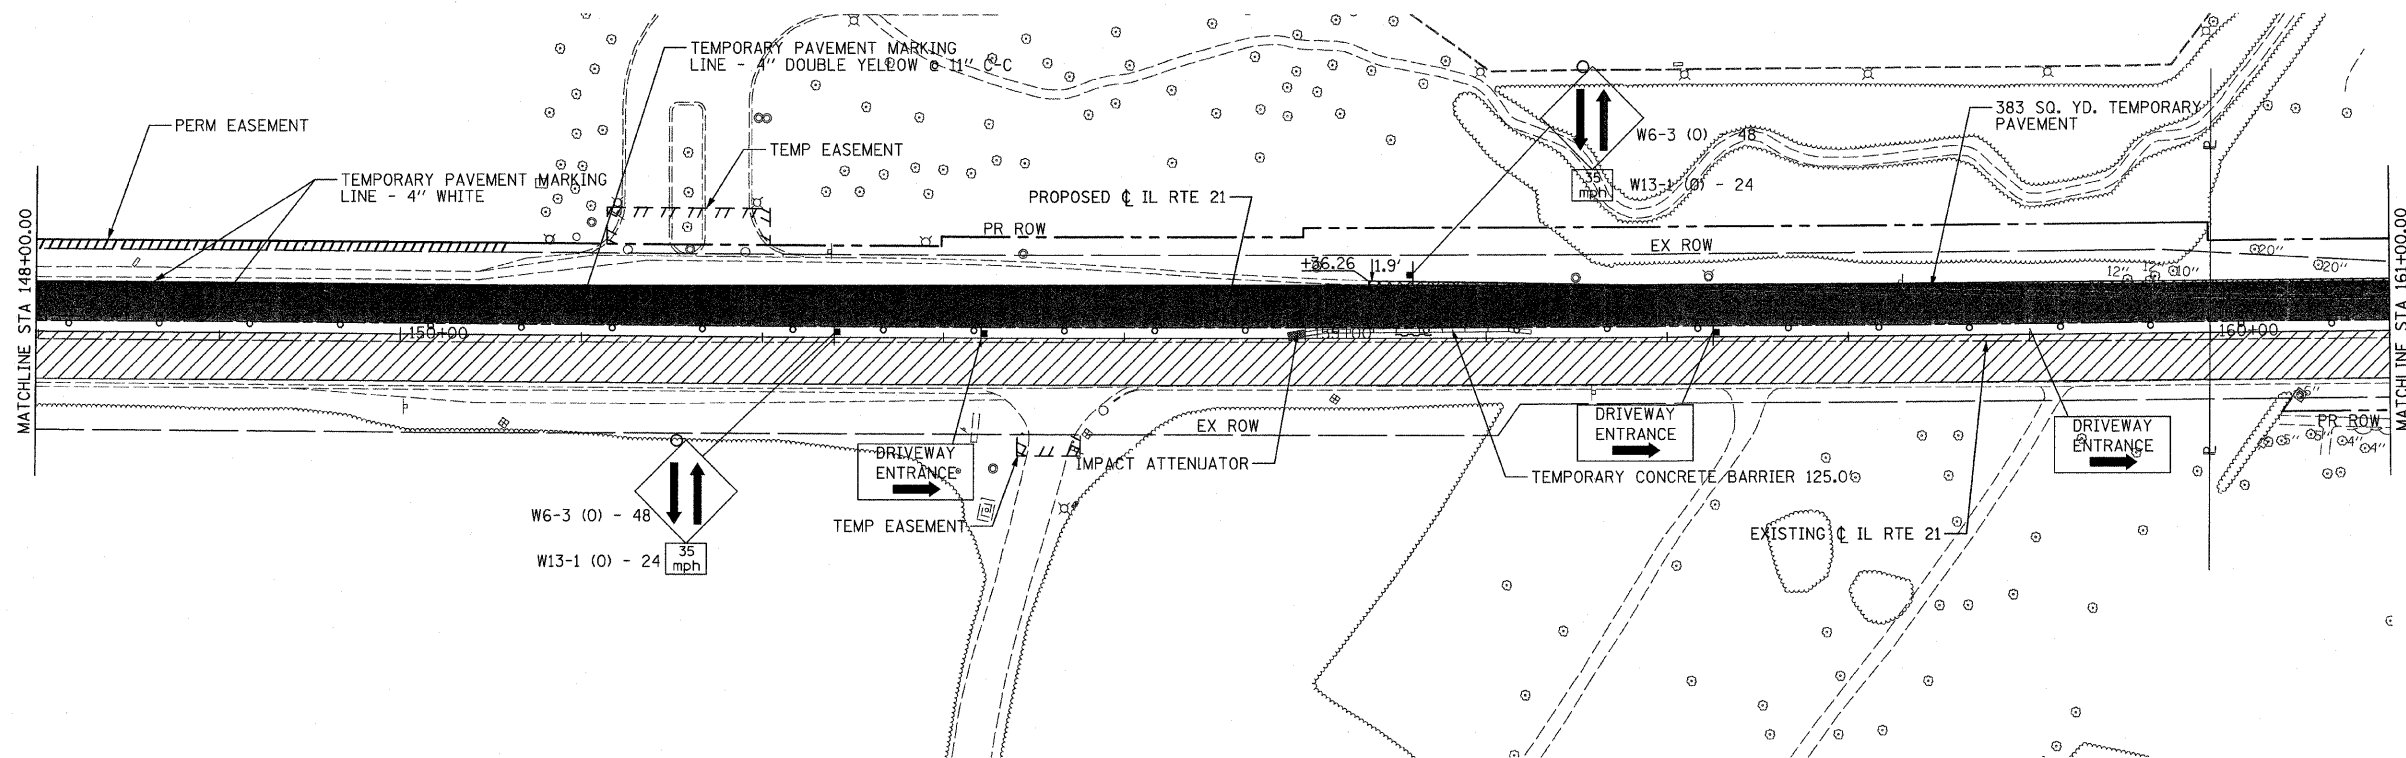 TEMPORARY PAVEMENT MARKING
LINE - 4" DOUBLE YELLOW @ 11" C-C
PERM EASEMENT
TEMP EASEMENT
TEMPORARY PAVEMENT MARKING
LINE - 4" WHITE
PROPOSED ℄ IL RTE 21
W6-3 (O) - 48
35
mph
W13-1 (O) - 24
383 SQ. YD. TEMPORARY
PAVEMENT
PR ROW
EX ROW
+36.26
1.9'
12"
12"
10"
20"
20"
MATCHLINE STA 148+00.00
MATCHLINE STA 161+00.00
150+00
155+00
160+00
℄
℄
EX ROW
DRIVEWAY
ENTRANCE
IMPACT ATTENUATOR
DRIVEWAY
ENTRANCE
DRIVEWAY
ENTRANCE
6"
PR ROW
5"
5"
4"
4"
TEMPORARY CONCRETE BARRIER 125.0'
W6-3 (O) - 48
TEMP EASEMENT
EXISTING ℄ IL RTE 21
W13-1 (O) - 24
35
mph